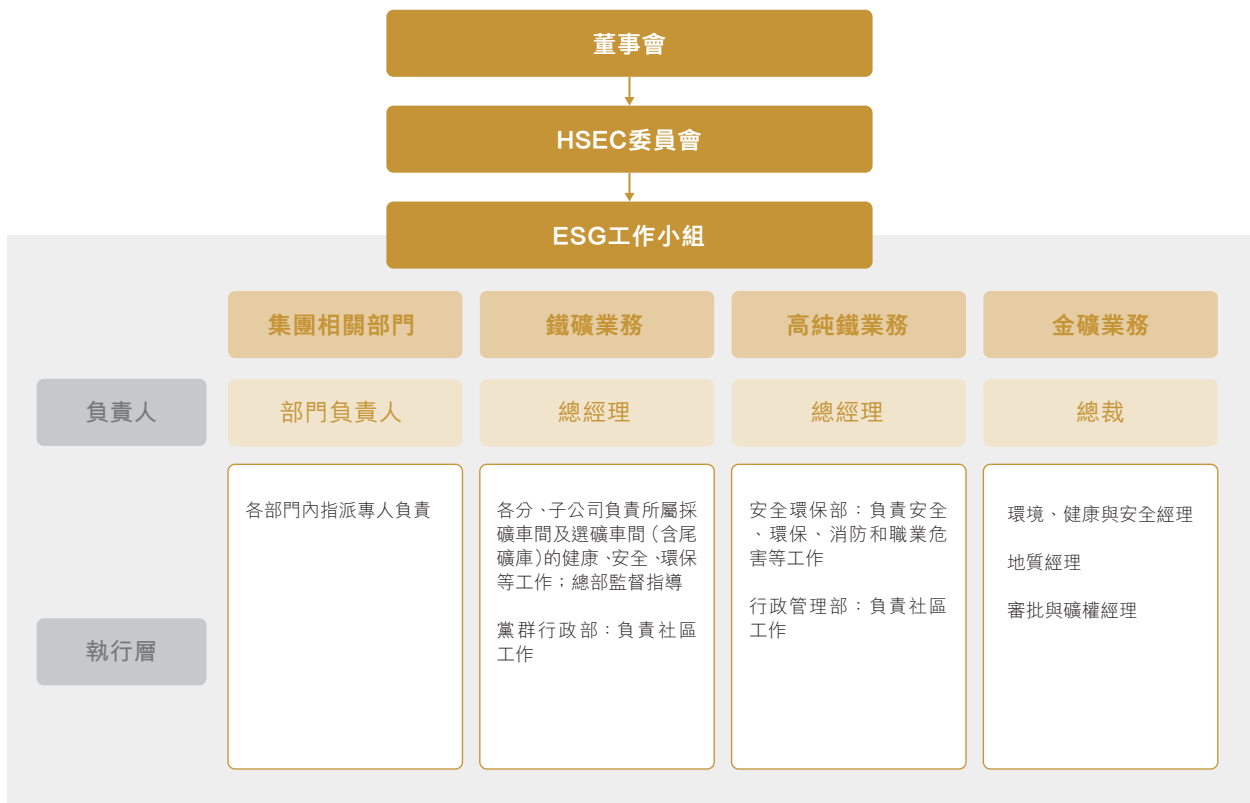 董事會
HSEC委員會
ESG工作小組
集團相關部門
鐵礦業務
高純鐵業務
金礦業務
負責人
部門負責人
總經理
總經理
總裁
執行層
各部門內指派專人負責
各分、子公司負責所屬採
礦車間及選礦車間（含尾
礦庫）的健康、安全、環保
等工作；總部監督指導
黨群行政部：負責社區
工作
安全環保部：負責安全
、環保、消防和職業危
害等工作
行政管理部：負責社區
工作
環境、健康與安全經理
地質經理
審批與礦權經理